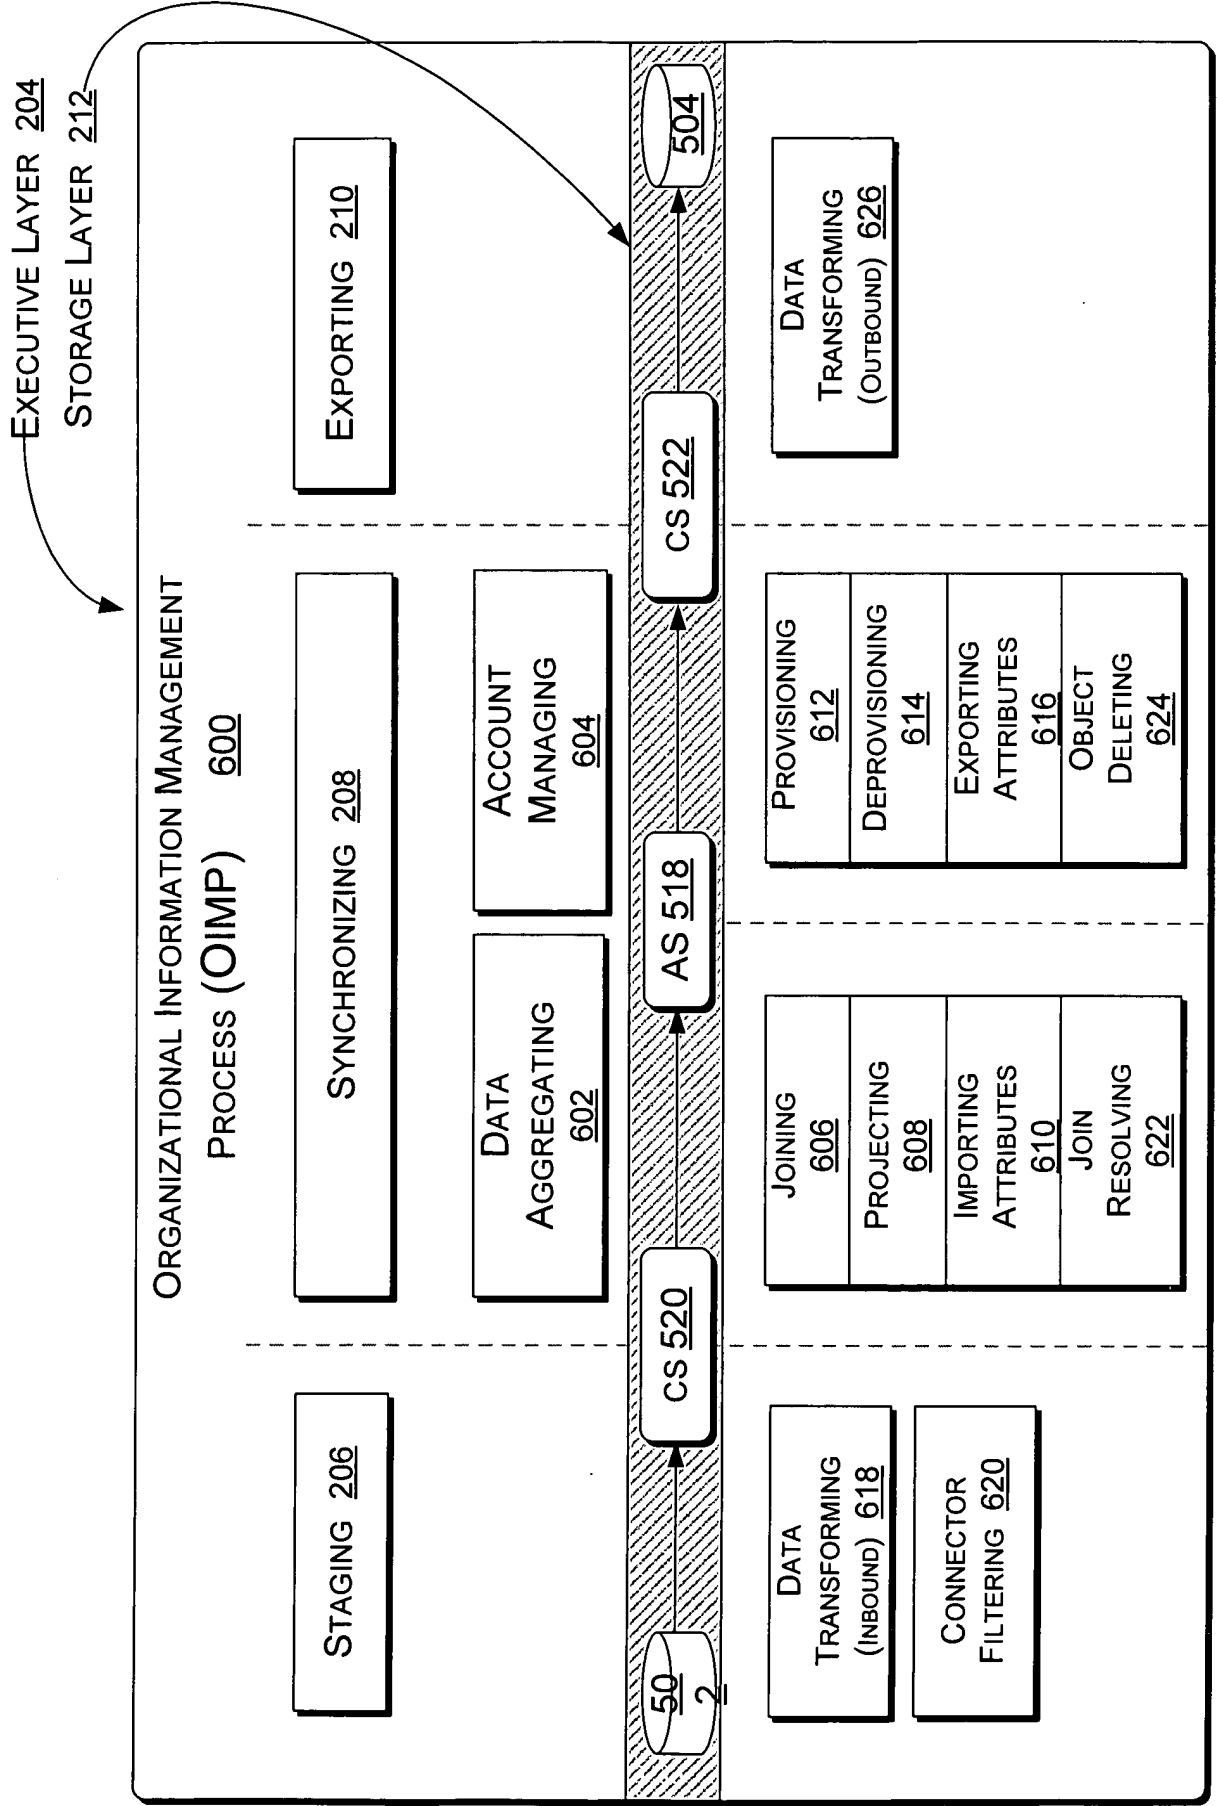 EXECUTIVE LAYER 204
STORAGE LAYER 212
ORGANIZATIONAL INFORMATION MANAGEMENT
PROCESS (OIMP) 600
STAGING 206
SYNCHRONIZING 208
EXPORTING 210
DATA
AGGREGATING
602
ACCOUNT
MANAGING
604
50
2
CS 520
AS 518
CS 522
504
DATA
TRANSFORMING
(INBOUND) 618
CONNECTOR
FILTERING 620
JOINING
606
PROJECTING
608
IMPORTING
ATTRIBUTES
610
JOIN
RESOLVING
622
PROVISIONING
612
DEPROVISIONING
614
EXPORTING
ATTRIBUTES
616
OBJECT
DELETING
624
DATA
TRANSFORMING
(OUTBOUND) 626